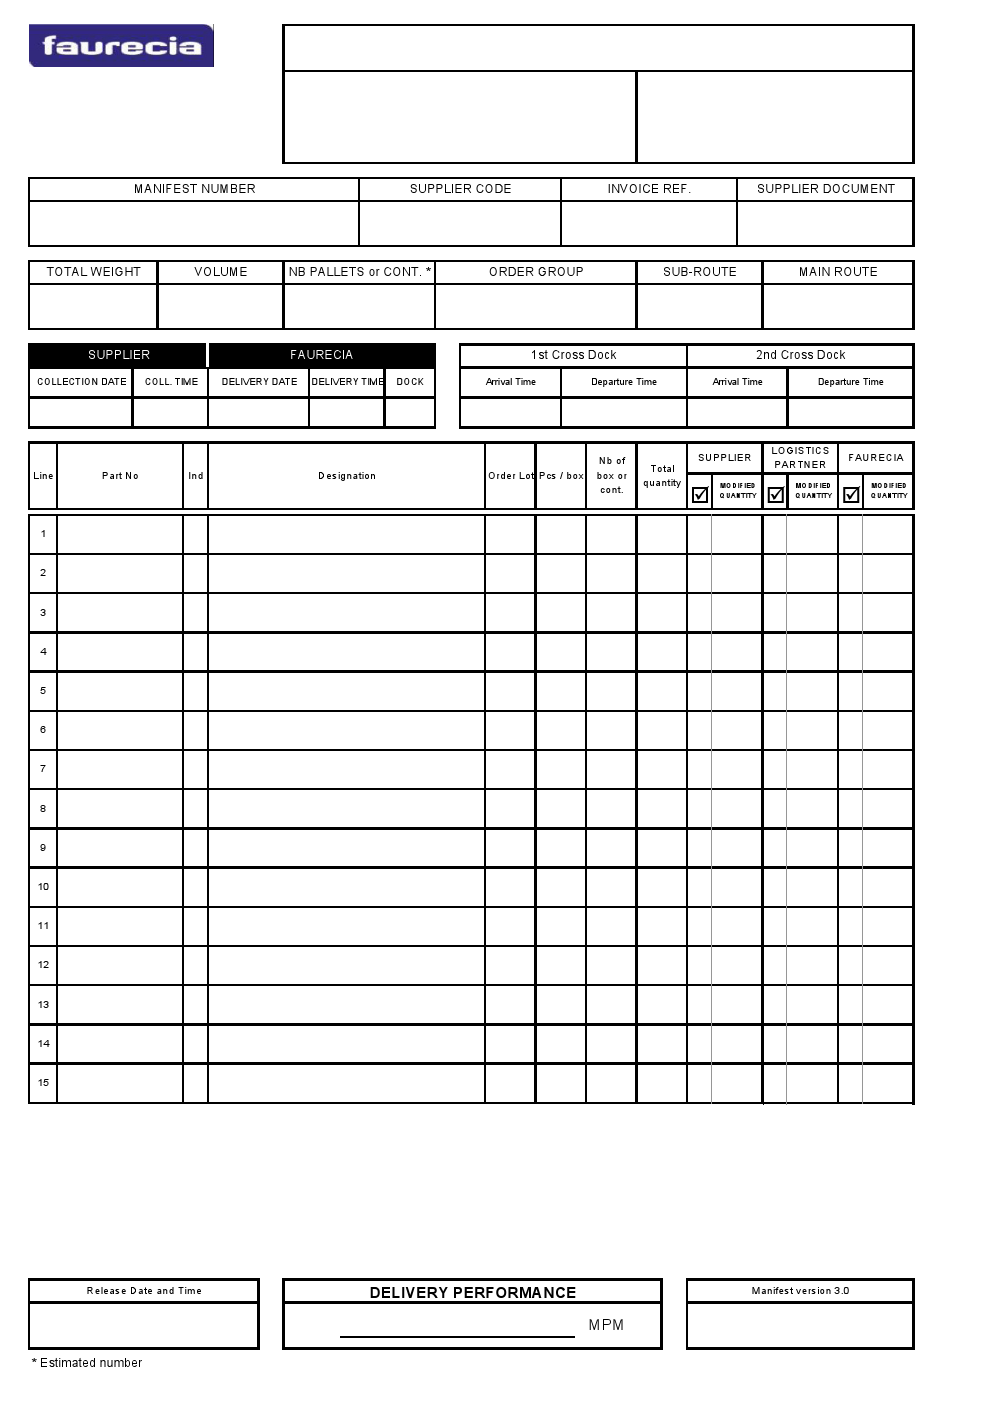 faurecia
MANIFEST NUMBER SUPPLIER CODE INVOICE REF. SUPPLIER DOCUMENT
TOTAL WEIGHT VOLUME NB PALLETS or CONT. * ORDER GROUP SUB-ROUTE MAIN ROUTE
SUPPLIER FAURECIA 1st Cross Dock 2nd Cross Dock
COLLECTION DATE COLL. TIME DELIVERY DATE DELIVERY TIME DOCK Arrival Time Departure Time Arrival Time Departure Time
Line Part No Ind Designation Order Lot Pcs / box
Nb of
box or
cont.
Total
quantity
SUPPLIER
LOGISTICS
PARTNER
FAURECIA
MODIFIED
QUANTITY
MODIFIED
QUANTITY
MODIFIED
QUANTITY
1
2
3
4
5
6
7
8
9
10
11
12
13
14
15
Release Date and Time DELIVERY PERFORMANCE Manifest version 3.0
MPM
* Estimated number